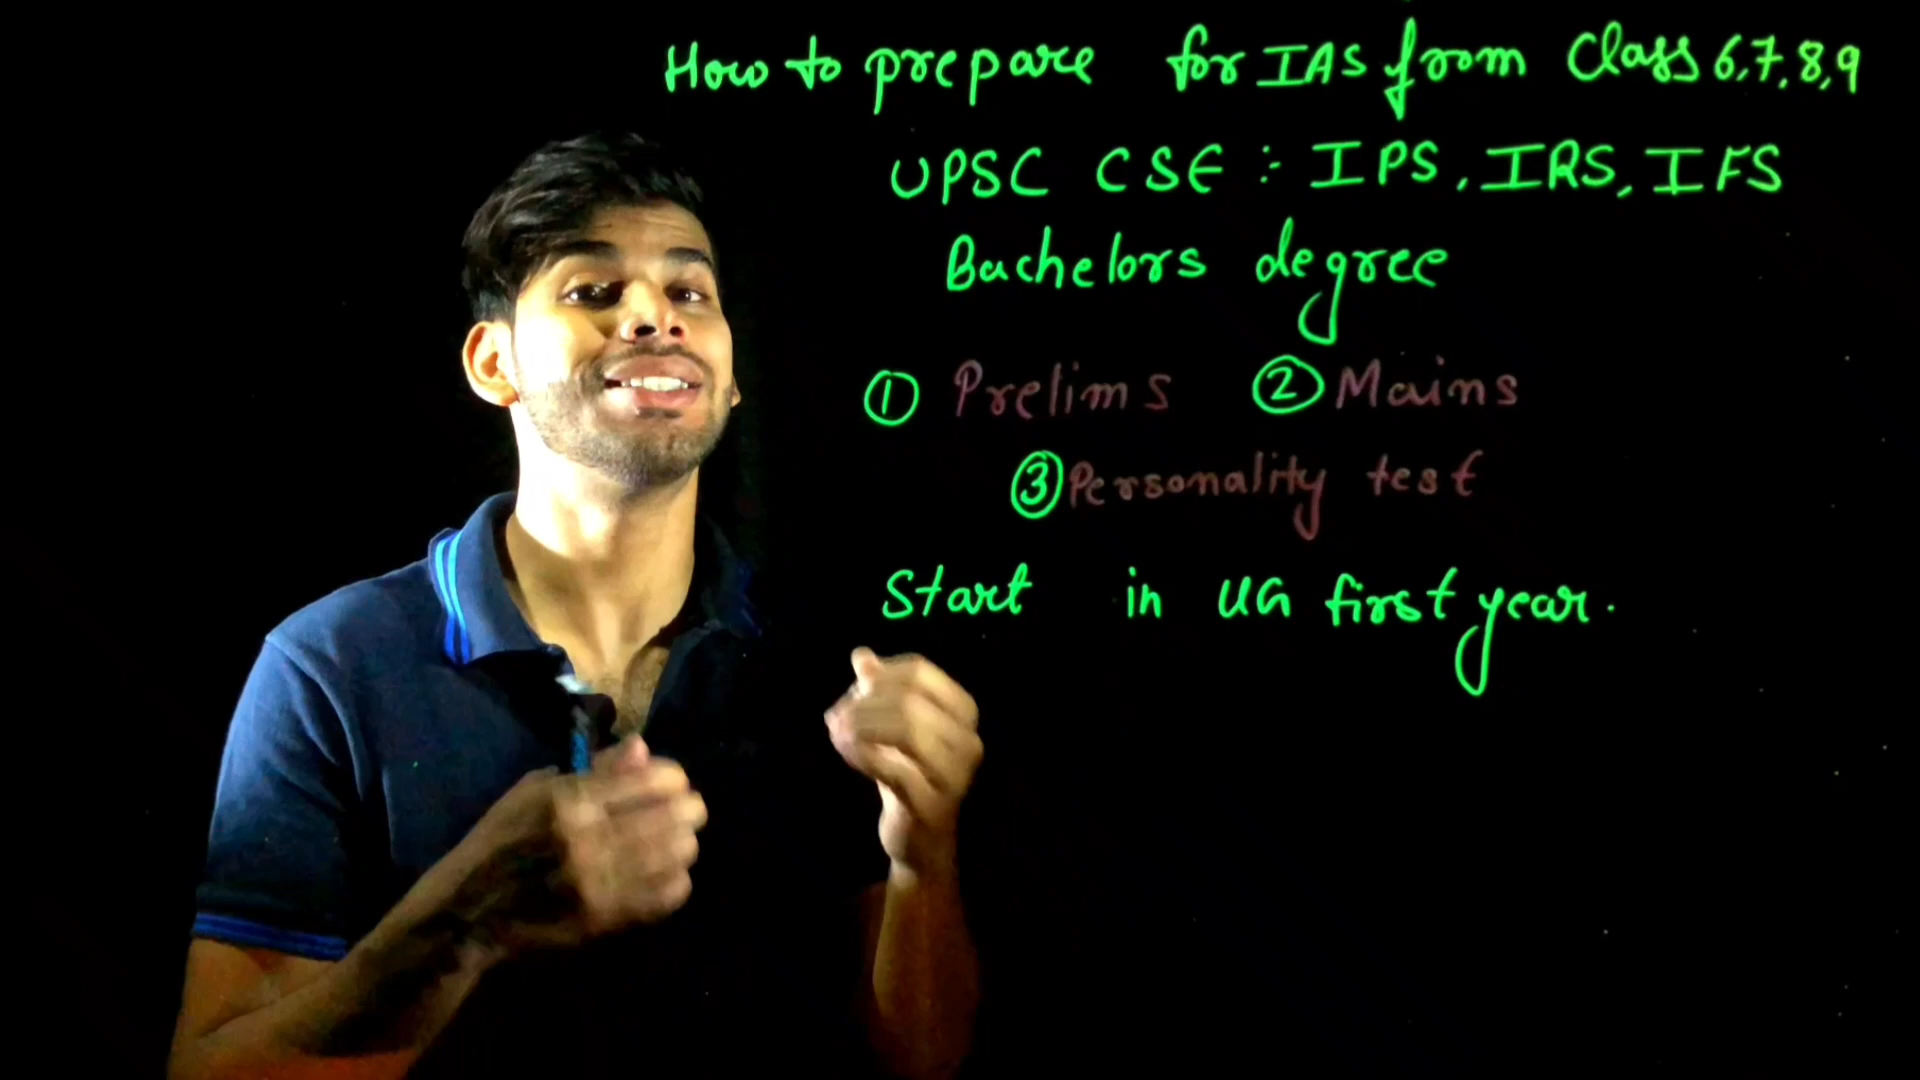 How to prepare for IAS from Class 6,7,8,9
UPSC CSE :- IPS, IRS, IFS
Bachelors degree
① Prelims ② Mains
③ Personality test
Start in UG first year.